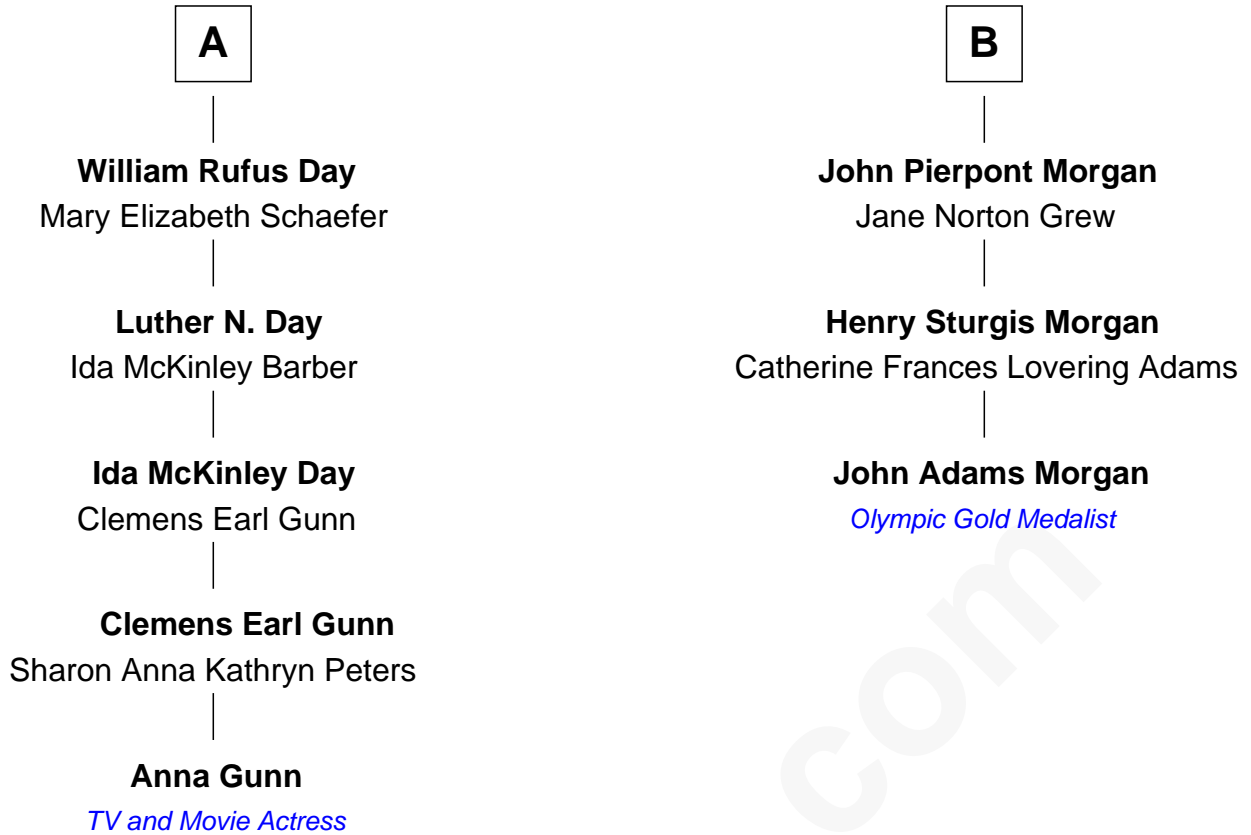 A
William Rufus Day
Mary Elizabeth Schaefer
Luther N. Day
Ida McKinley Barber
Ida McKinley Day
Clemens Earl Gunn
Clemens Earl Gunn
Sharon Anna Kathryn Peters
Anna Gunn
TV and Movie Actress
B
John Pierpont Morgan
Jane Norton Grew
Henry Sturgis Morgan
Catherine Frances Lovering Adams
John Adams Morgan
Olympic Gold Medalist
com